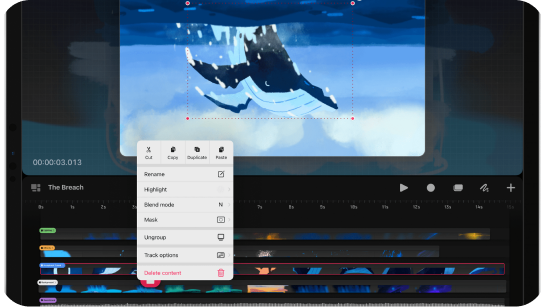 00:00:03.013
Cut Copy Duplicate Paste
Rename
Highlight
Blend mode N
Mask
Ungroup
Track options
Delete content
The Breach
0s 1s 2s 3s 7s 8s 9s 10s 11s 12s 13s 14s